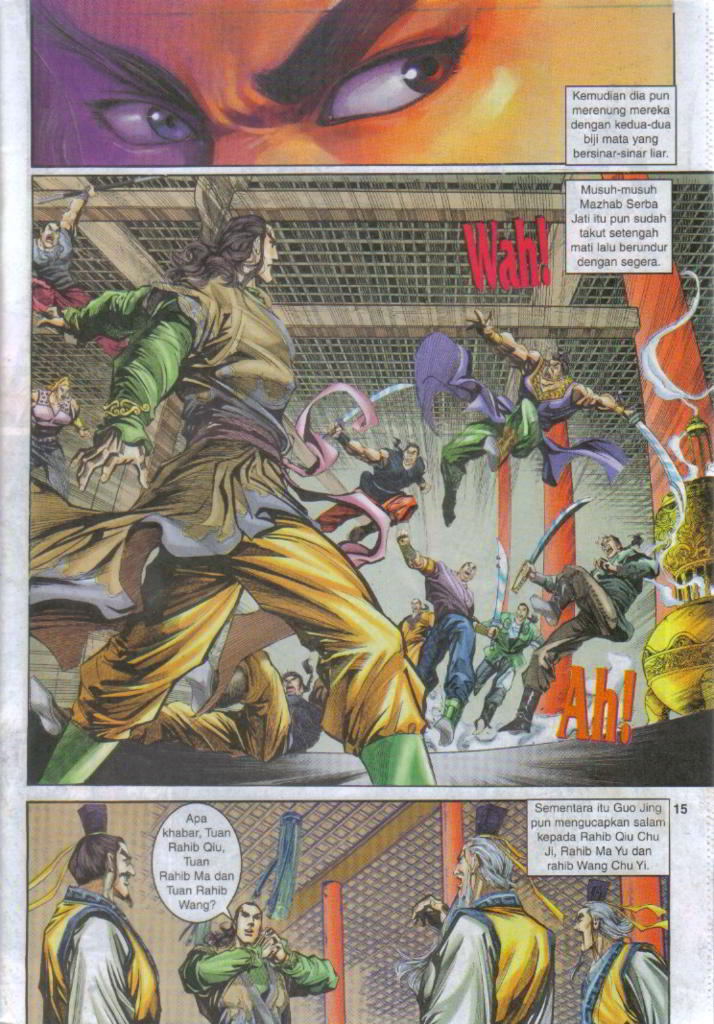 Kemudian dia pun
merenung mereka
dengan kedua-dua
biji mata yang
bersinar-sinar liar.
Musuh-musuh
Mazhab Serba
Jati itu pun sudah
takut setengah
mati lalu berundur
dengan segera.
Wah!
Ah!
Apa
khabar, Tuan
Rahib Qiu,
Tuan
Rahib Ma dan
Tuan Rahib
Wang?
Sementara itu Guo Jing
pun mengucapkan salam
kepada Rahib Qiu Chu
Ji, Rahib Ma Yu dan
rahib Wang Chu Yi.
15